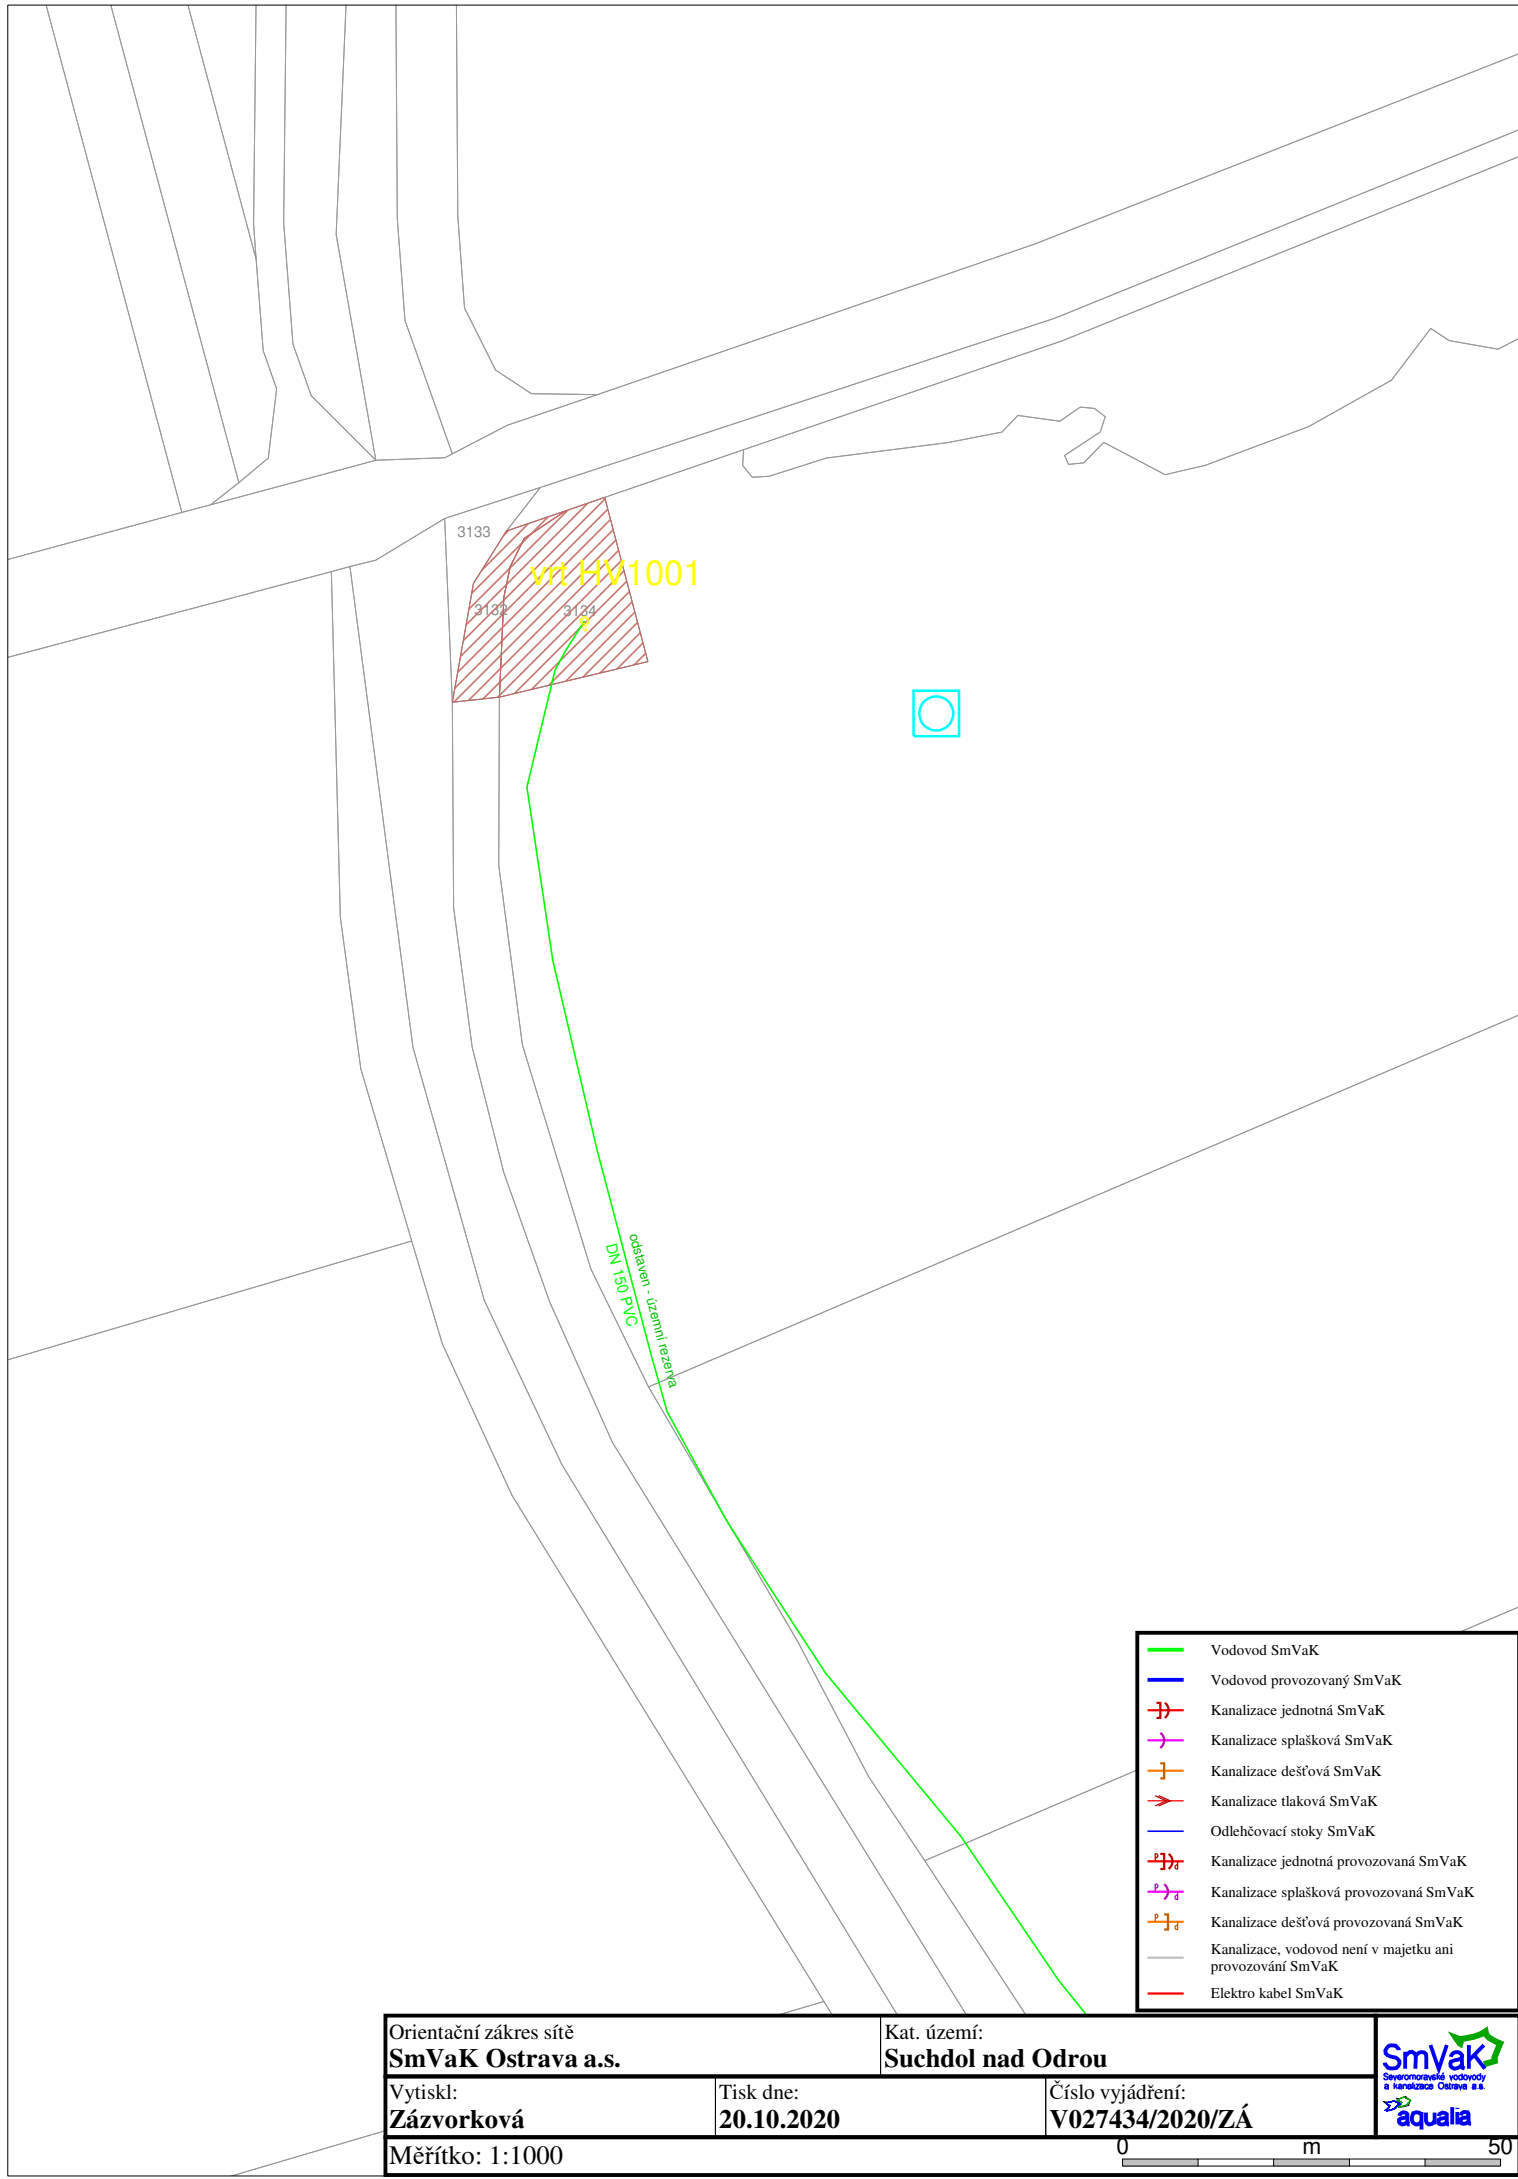 3133
vrt HV1001
3132
3134
odstaven - územní rezerva
DN 150 PVC
Vodovod SmVaK
Vodovod provozovaný SmVaK
Kanalizace jednotná SmVaK
Kanalizace splašková SmVaK
Kanalizace dešťová SmVaK
Kanalizace tlaková SmVaK
Odlehčovací stoky SmVaK
Kanalizace jednotná provozovaná SmVaK
Kanalizace splašková provozovaná SmVaK
Kanalizace dešťová provozovaná SmVaK
Kanalizace, vodovod není v majetku ani
provozování SmVaK
Elektro kabel SmVaK
Orientační zákres sítě
SmVaK Ostrava a.s.
Kat. území:
Suchdol nad Odrou
Vytiskl:
Zázvorková
Tisk dne:
20.10.2020
Číslo vyjádření:
V027434/2020/ZÁ
SmVaK
Severomoravské vodovody
a kanalizace Ostrava a.s.
aqualia
Měřítko: 1:1000
0 m 50